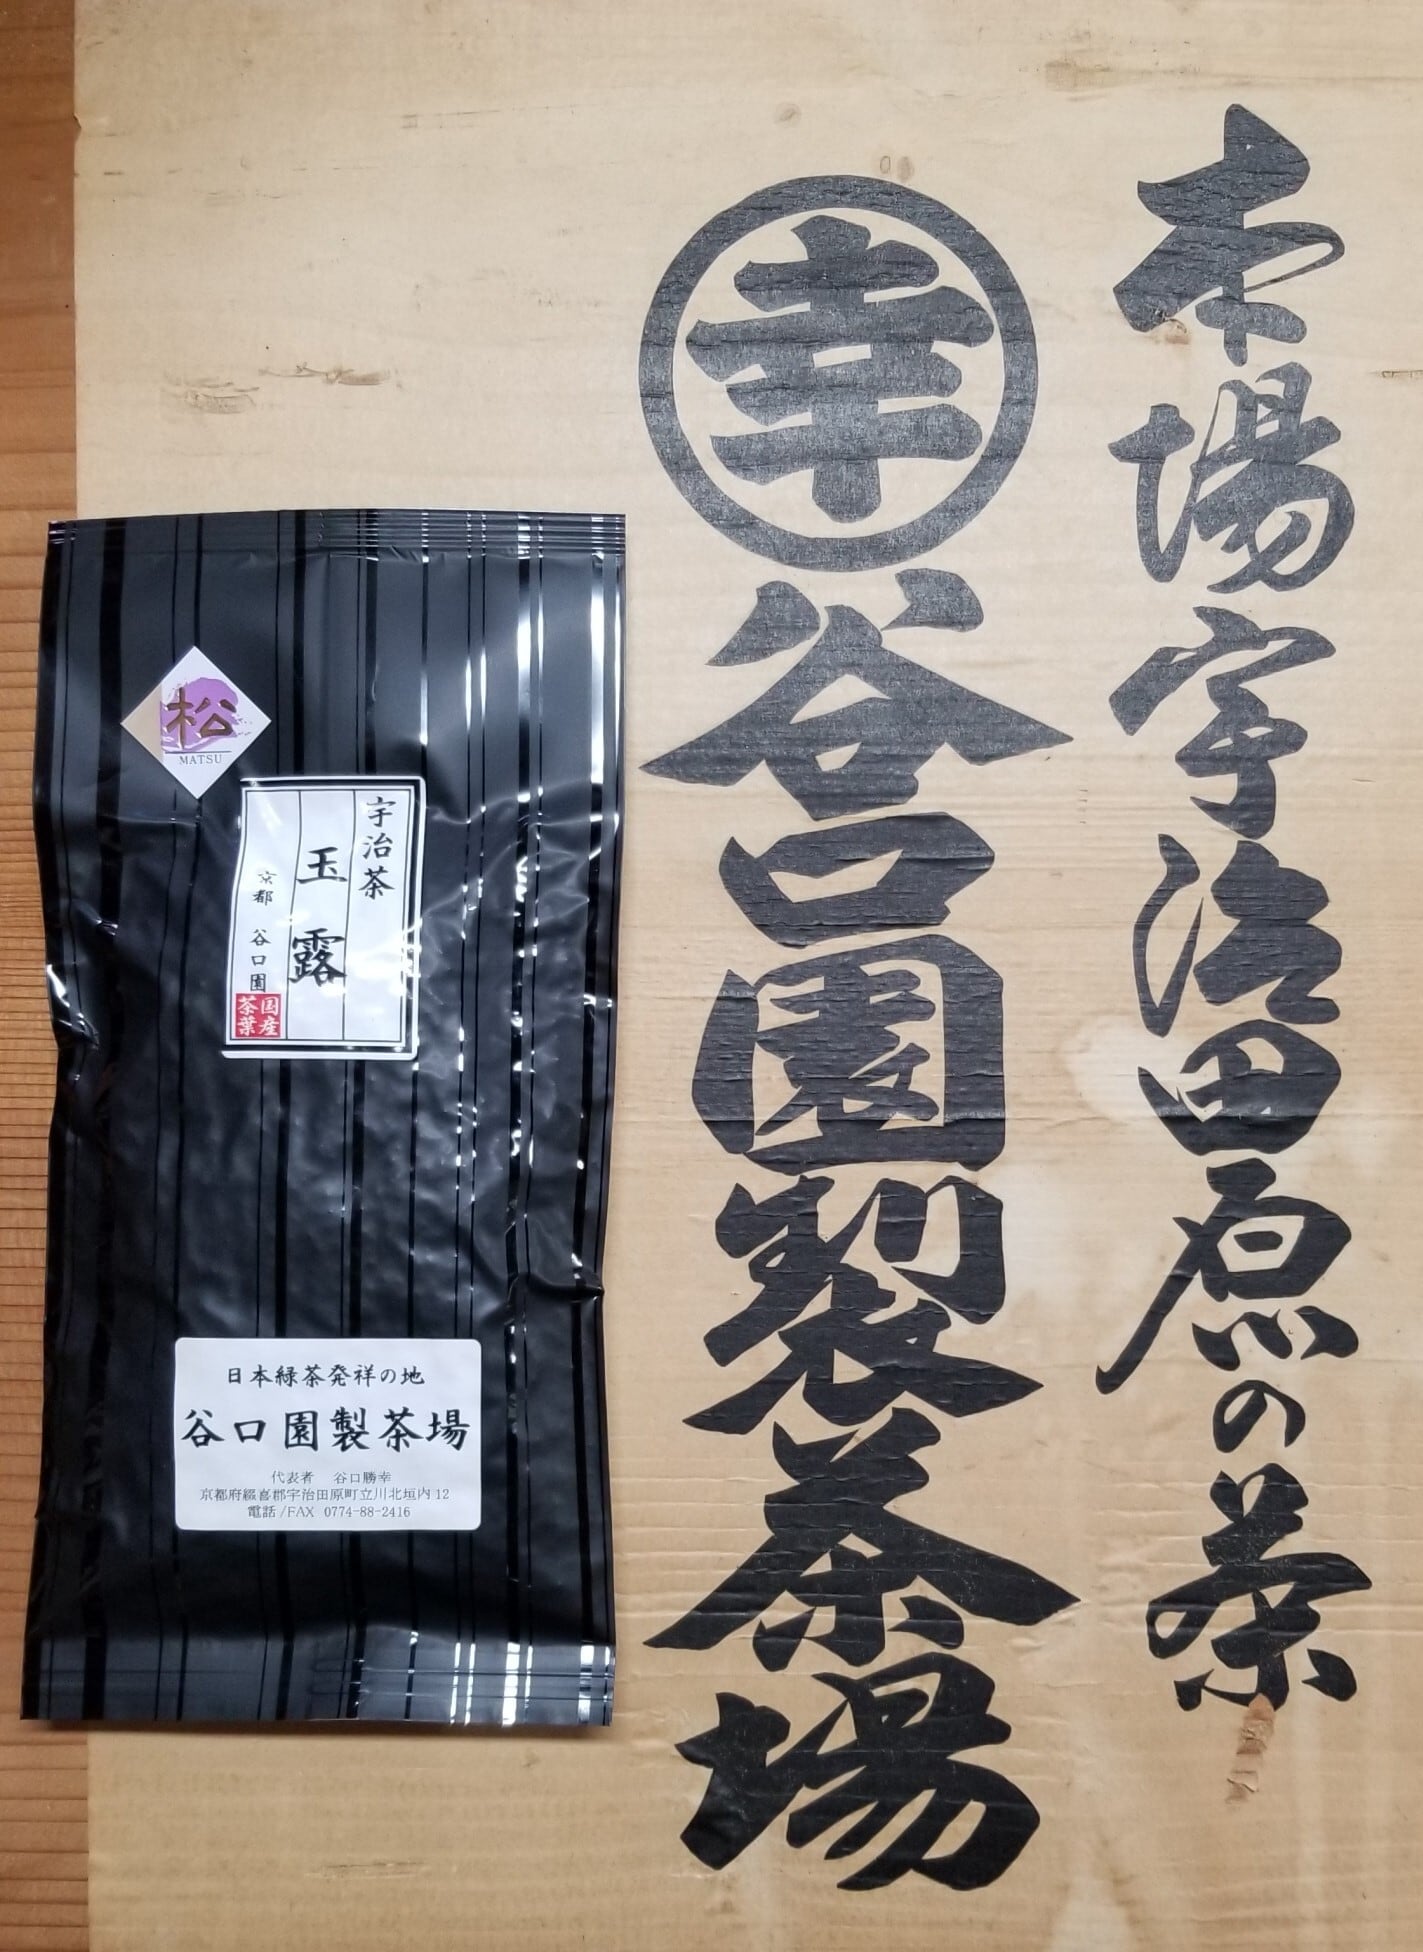 本場宇治田原の茶
幸
谷口園製茶場
松
MATSU
宇治茶
玉露
京都 谷口園
国産
茶葉
日本緑茶発祥の地
谷口園製茶場
代表者 谷口勝幸
京都府綴喜郡宇治田原町立川北垣内12
電話/FAX 0774-88-2416